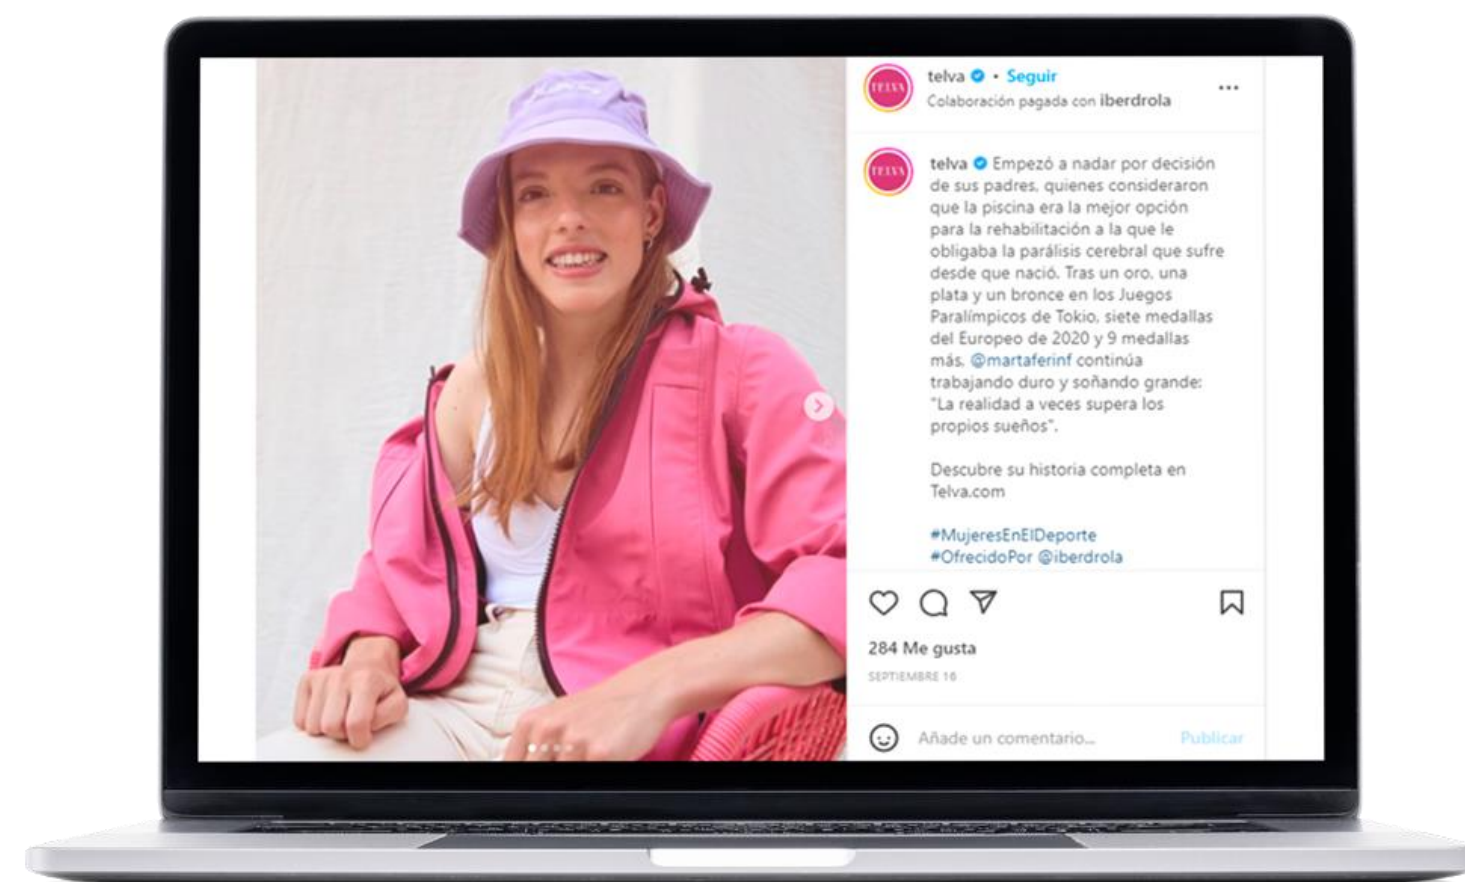 TELVA
telva • Seguir
Colaboración pagada con iberdrola
TELVA
telva Empezó a nadar por decisión
de sus padres, quienes consideraron
que la piscina era la mejor opción
para la rehabilitación a la que le
obligaba la parálisis cerebral que sufre
desde que nació. Tras un oro, una
plata y un bronce en los Juegos
Paralímpicos de Tokio, siete medallas
del Europeo de 2020 y 9 medallas
más, @martaferinf continúa
trabajando duro y soñando grande:
"La realidad a veces supera los
propios sueños".
Descubre su historia completa en
Telva.com
#MujeresEnElDeporte
#OfrecidoPor @iberdrola
284 Me gusta
SEPTIEMBRE 16
Añade un comentario...
Publicar